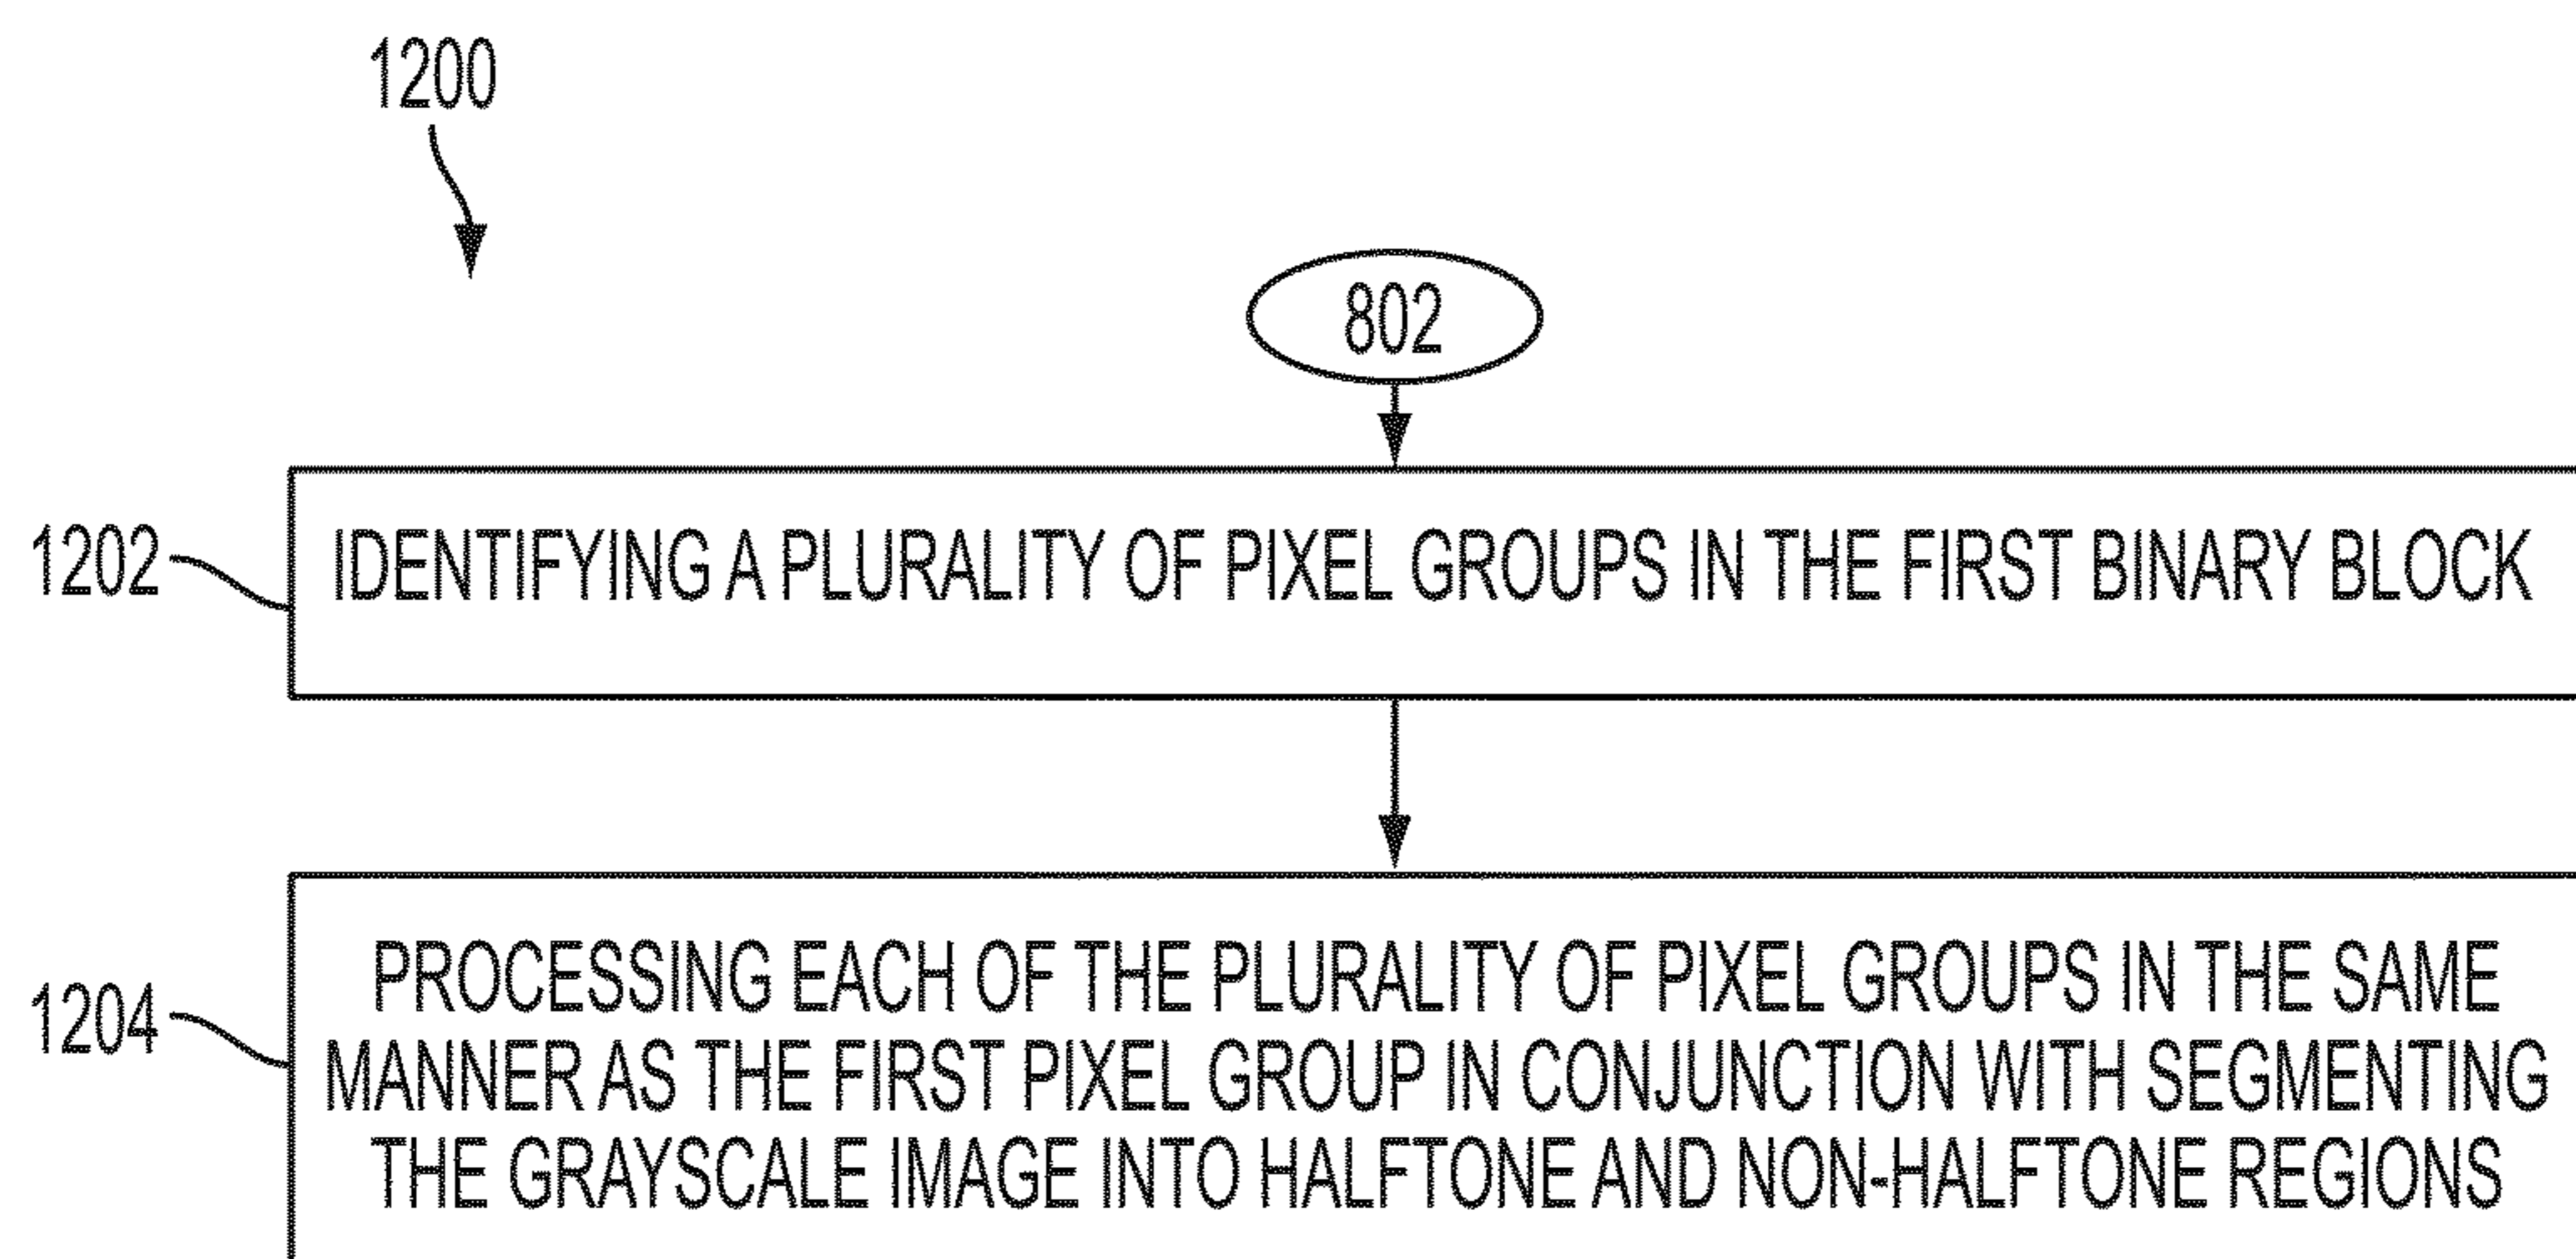 1200
802
1202
IDENTIFYING A PLURALITY OF PIXEL GROUPS IN THE FIRST BINARY BLOCK
1204
PROCESSING EACH OF THE PLURALITY OF PIXEL GROUPS IN THE SAME
MANNER AS THE FIRST PIXEL GROUP IN CONJUNCTION WITH SEGMENTING
THE GRAYSCALE IMAGE INTO HALFTONE AND NON-HALFTONE REGIONS